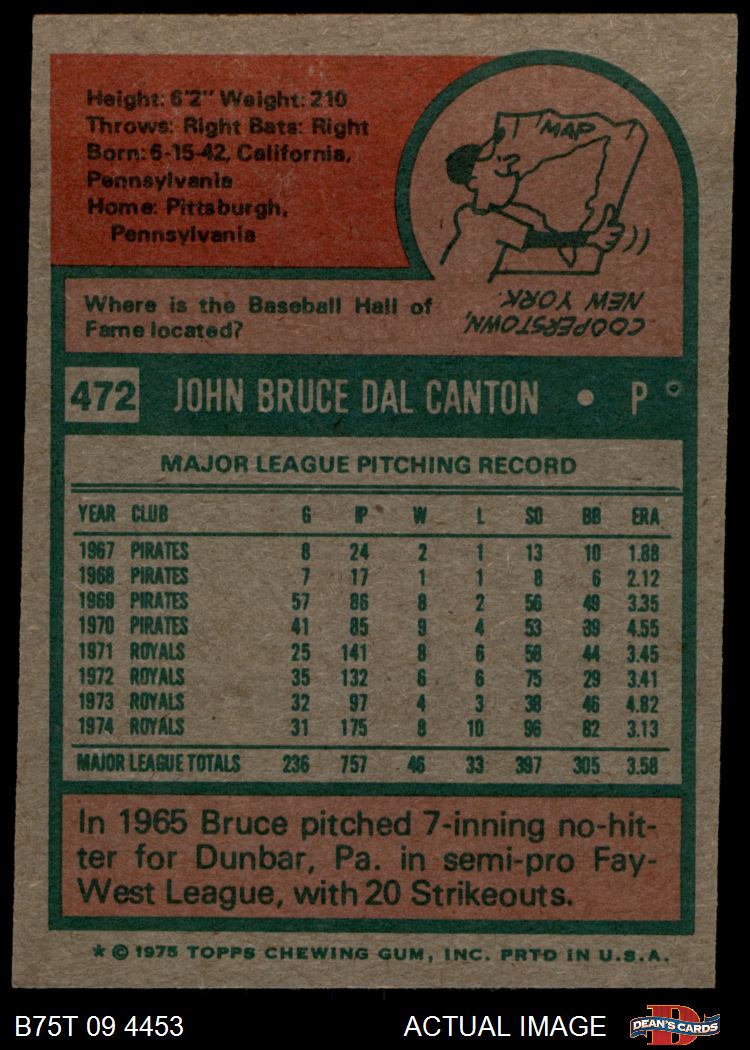 Height: 6'2" Weight: 210
Throws: Right Bats: Right
Born: 6-15-42, California,
Pennsylvania
Home: Pittsburgh,
Pennsylvania
MAP
Where is the Baseball Hall of
Fame located?
COOPERSTOWN,
NEW YORK.
472 JOHN BRUCE DAL CANTON • P
MAJOR LEAGUE PITCHING RECORD
YEAR CLUB G IP W L SO BB ERA
1967 PIRATES 8 24 2 1 13 10 1.88
1968 PIRATES 7 17 1 1 8 6 2.12
1969 PIRATES 57 86 8 2 56 49 3.35
1970 PIRATES 41 85 9 4 53 39 4.55
1971 ROYALS 25 141 8 6 58 44 3.45
1972 ROYALS 35 132 6 6 75 29 3.41
1973 ROYALS 32 97 4 3 38 46 4.82
1974 ROYALS 31 175 8 10 96 82 3.13
MAJOR LEAGUE TOTALS 236 757 46 33 397 305 3.58
In 1965 Bruce pitched 7-inning no-hit-
ter for Dunbar, Pa. in semi-pro Fay-
West League, with 20 Strikeouts.
* © 1975 TOPPS CHEWING GUM, INC. PRTD IN U.S.A.
B75T 09 4453 ACTUAL IMAGE DEAN'S CARDS